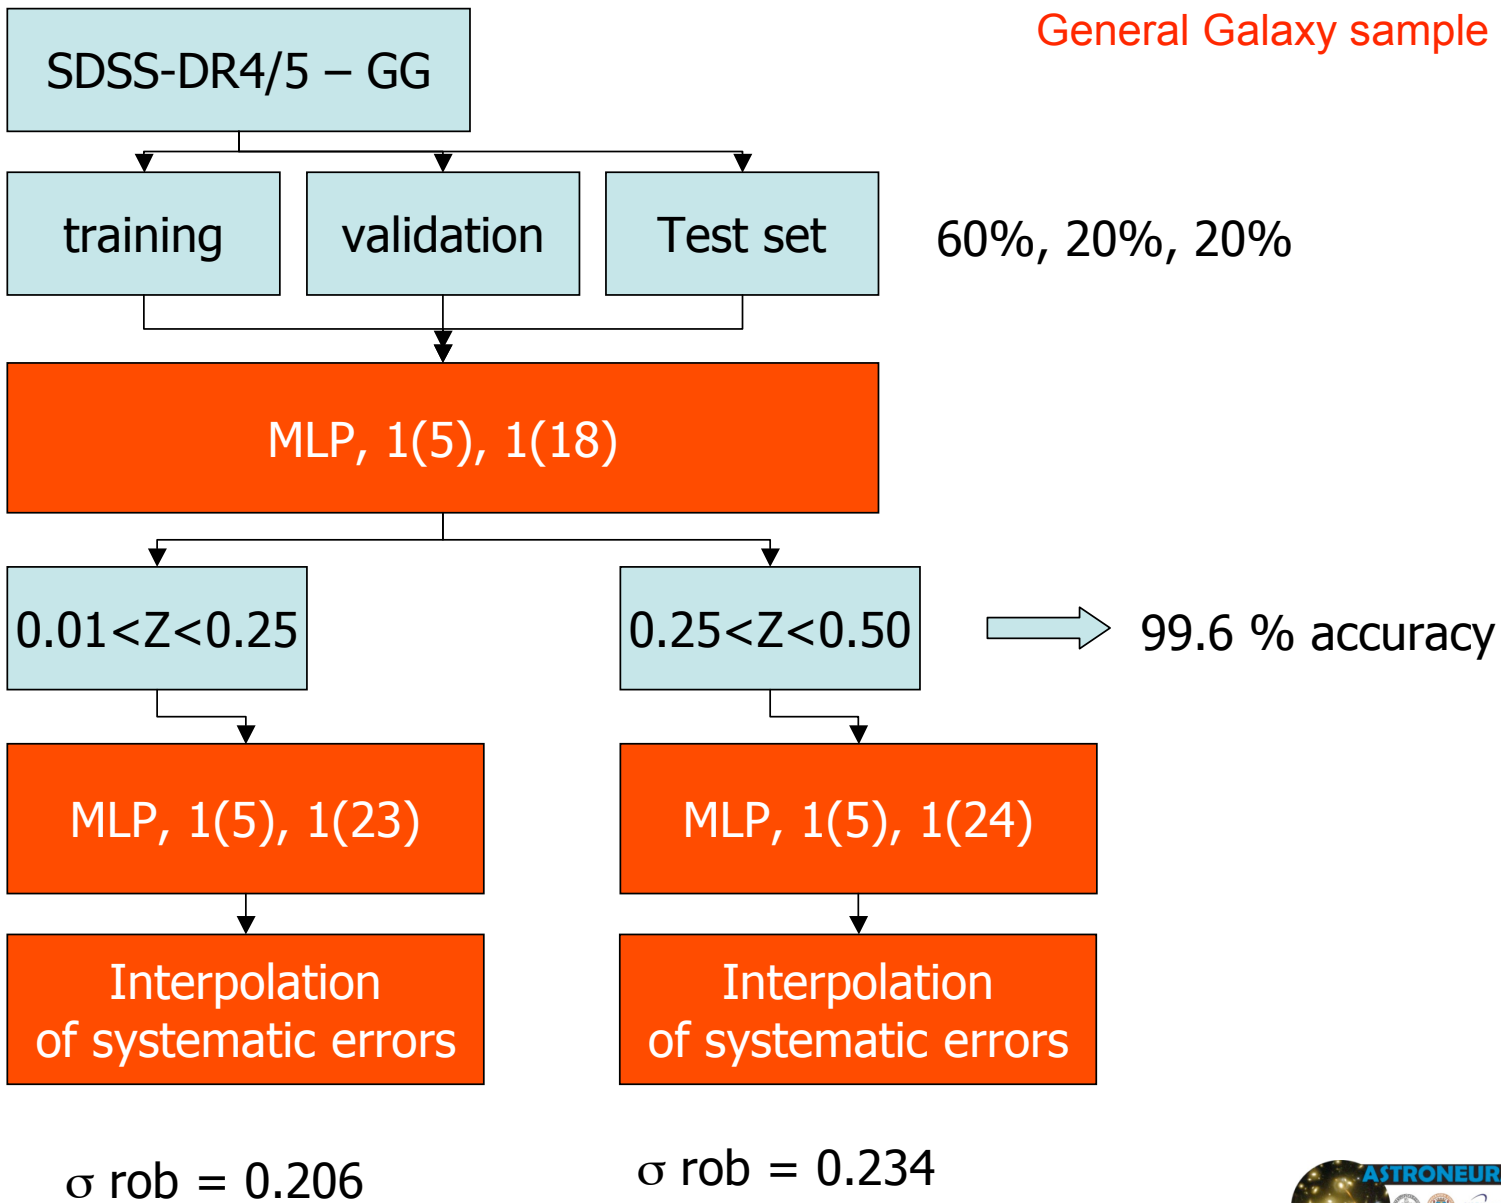 General Galaxy sample
SDSS-DR4/5 – GG
training
validation
Test set
60%, 20%, 20%
MLP, 1(5), 1(18)
0.01<Z<0.25
0.25<Z<0.50
99.6 % accuracy
MLP, 1(5), 1(23)
MLP, 1(5), 1(24)
Interpolation
of systematic errors
Interpolation
of systematic errors
σ rob = 0.206
σ rob = 0.234
ASTRONEUR